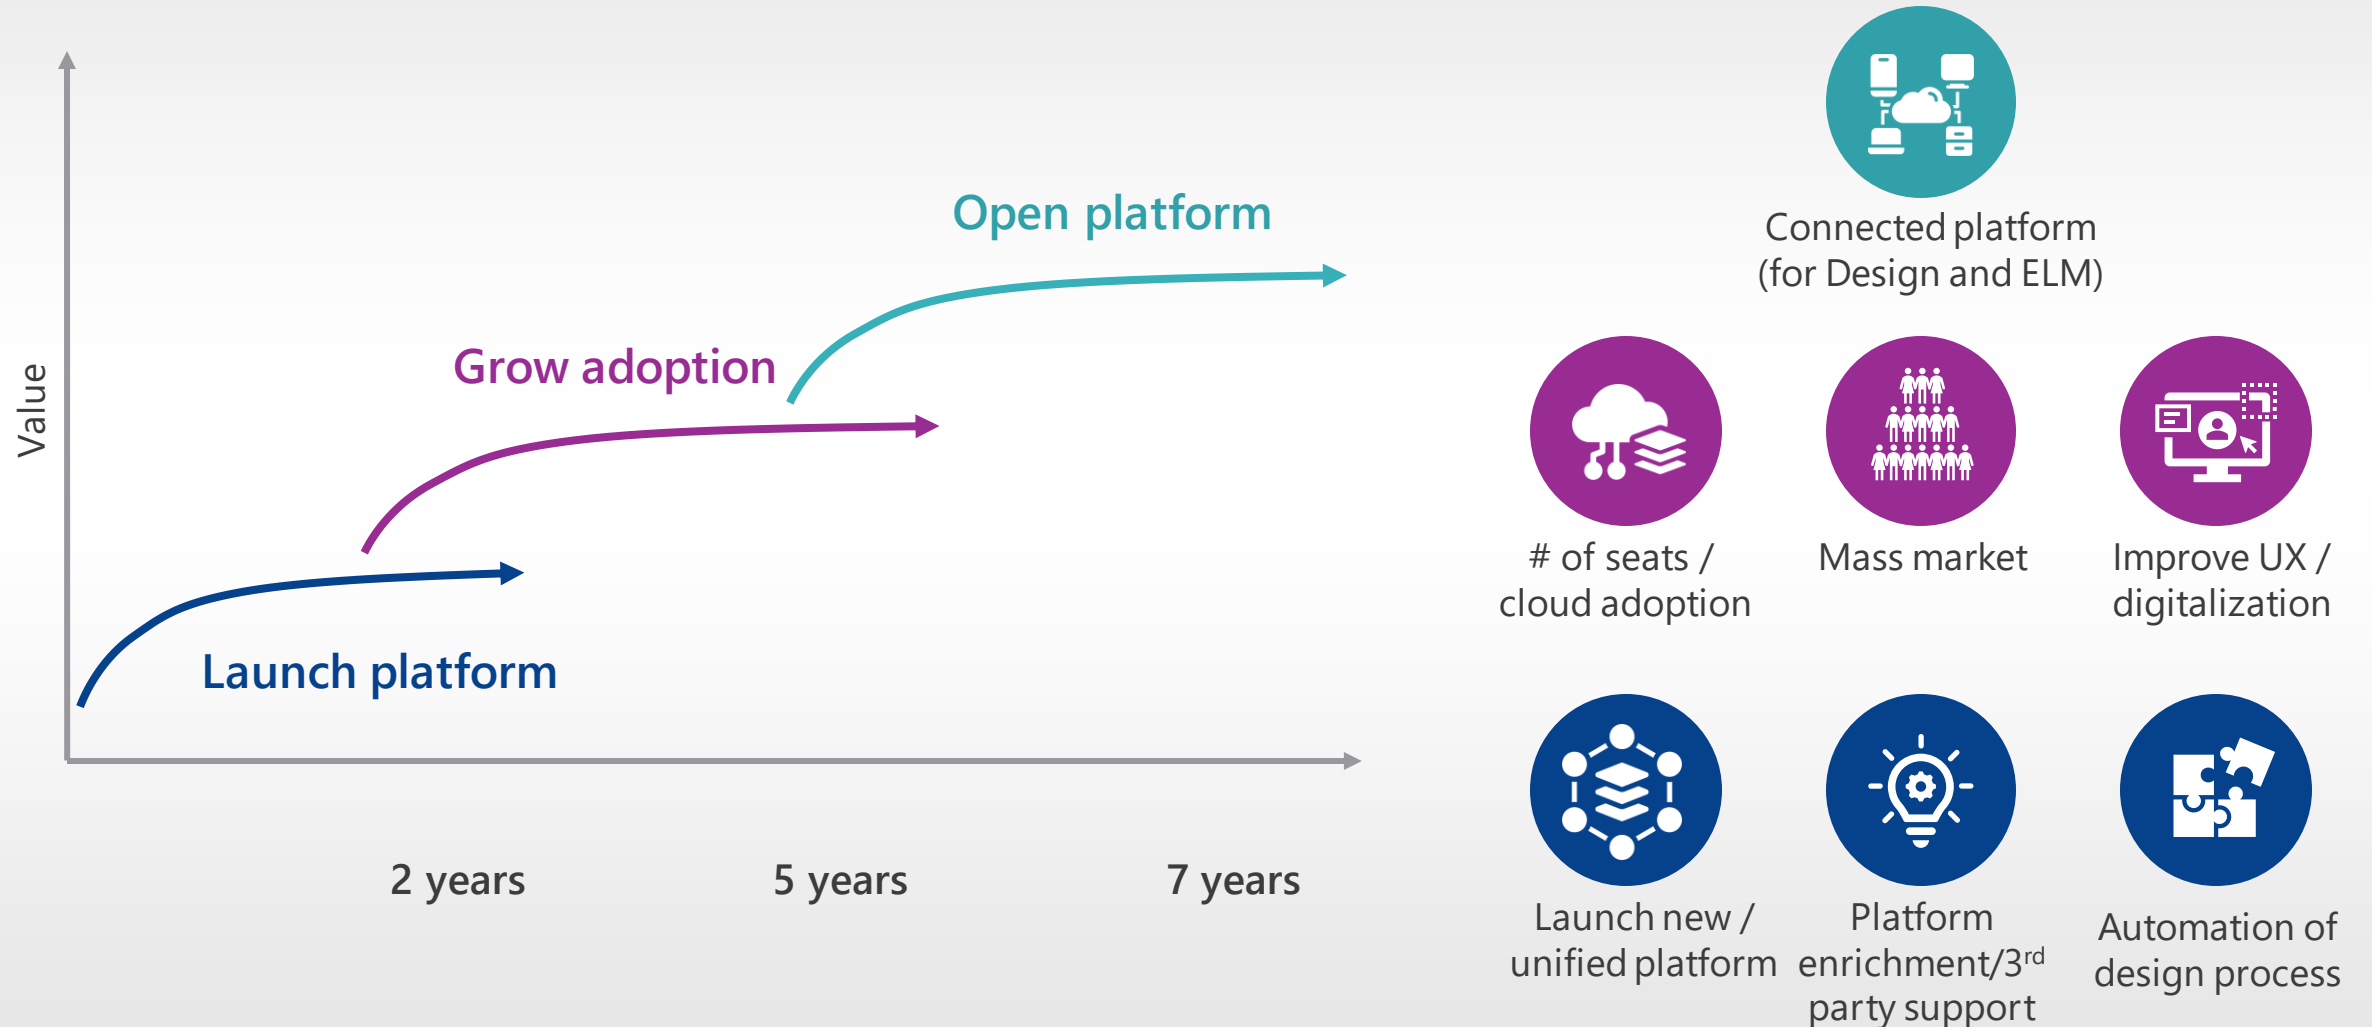 Value
Open platform
Grow adoption
Launch platform
2 years
5 years
7 years
Connected platform
(for Design and ELM)
# of seats /
cloud adoption
Mass market
Improve UX /
digitalization
Launch new /
unified platform
Platform
enrichment/3rd
party support
Automation of
design process